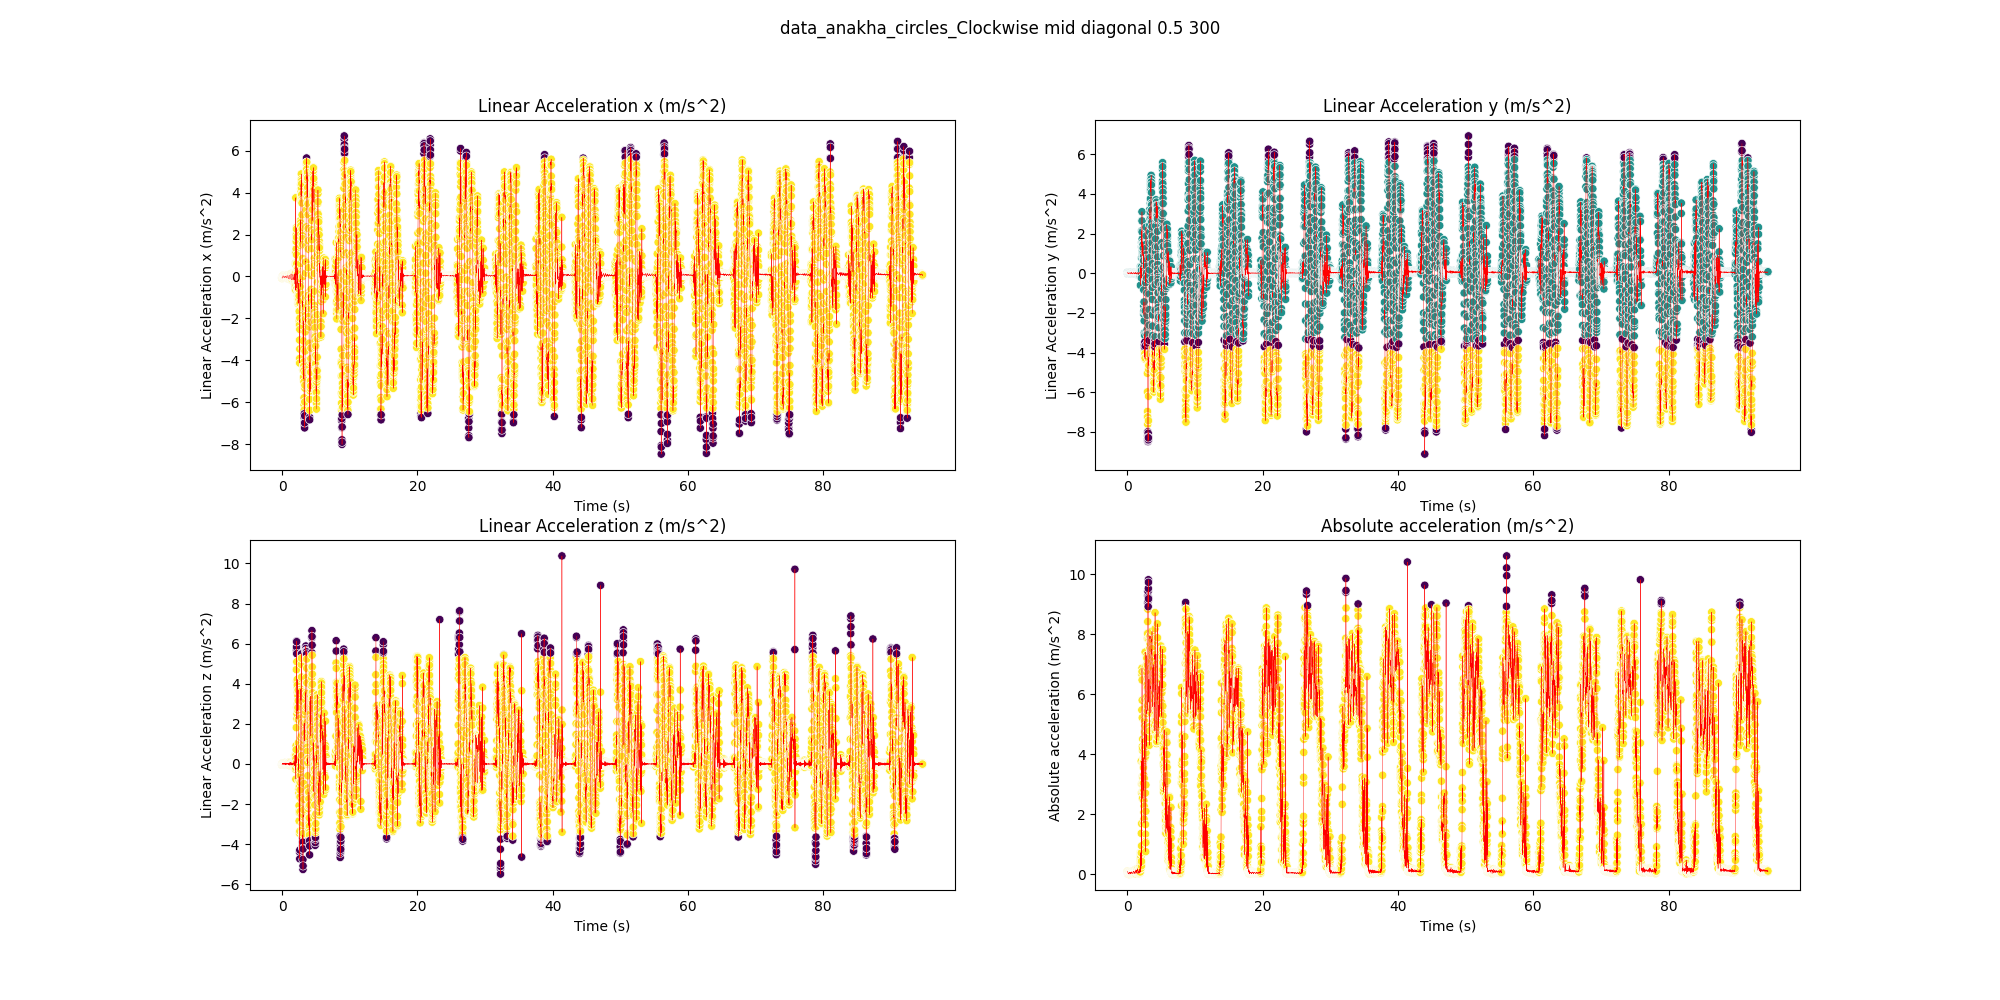 data_anakha_circles_Clockwise mid diagonal 0.5 300
Linear Acceleration x (m/s^2)
Linear Acceleration x (m/s^2)
6
4
2
0
−2
−4
−6
−8
0 20 40 60 80
Time (s)
Linear Acceleration y (m/s^2)
Linear Acceleration y (m/s^2)
6
4
2
0
−2
−4
−6
−8
0 20 40 60 80
Time (s)
Linear Acceleration z (m/s^2)
Linear Acceleration z (m/s^2)
10
8
6
4
2
0
−2
−4
−6
0 20 40 60 80
Time (s)
Absolute acceleration (m/s^2)
Absolute acceleration (m/s^2)
10
8
6
4
2
0
0 20 40 60 80
Time (s)